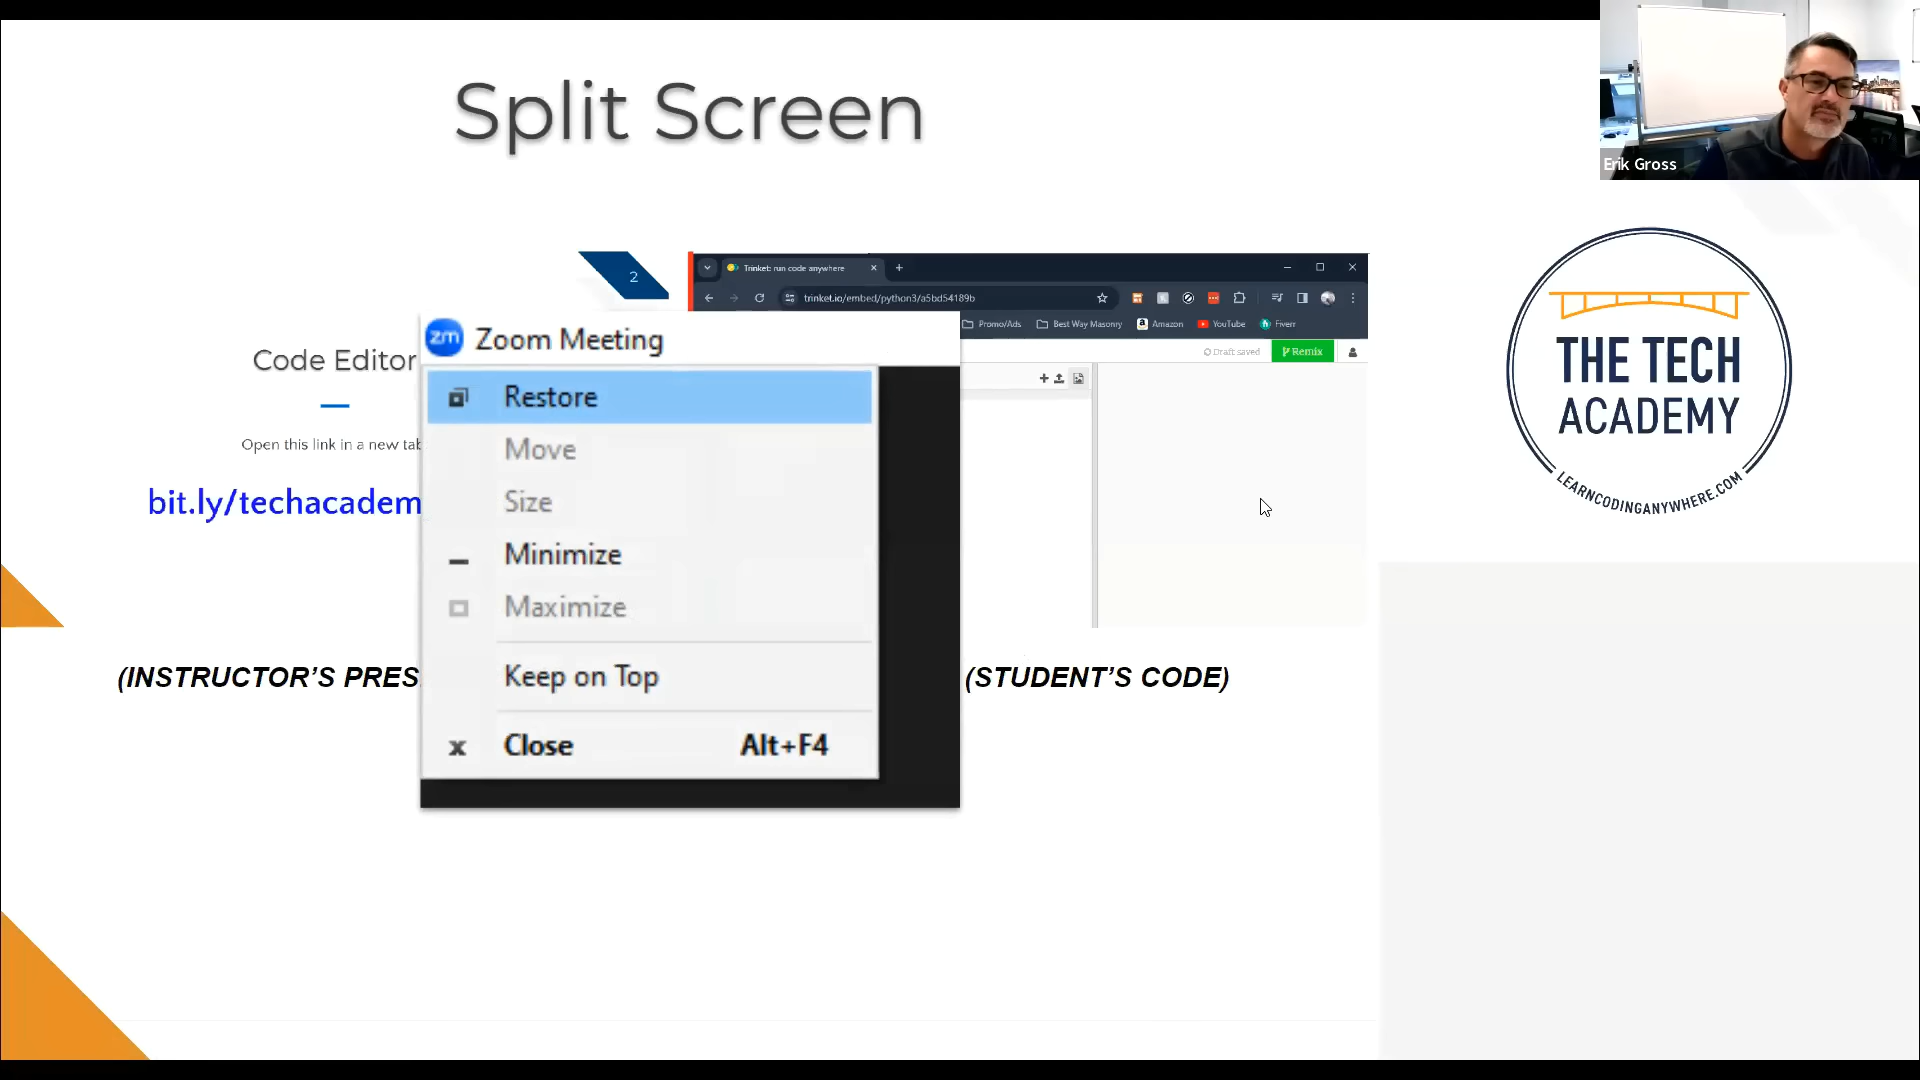 Split Screen
Erik Gross
2
Trinket: run code anywhere
trinket.io/embed/python3/a5bd54189b
Promo/Ads
Best Way Masonry
Amazon
YouTube
Fiverr
Draft saved
Remix
Code Editor
Open this link in a new tab
bit.ly/techacadem
zm Zoom Meeting
Restore
Move
Size
Minimize
Maximize
Keep on Top
Close Alt+F4
(INSTRUCTOR'S PRES
(STUDENT'S CODE)
THE TECH
ACADEMY
LEARNCODINGANYWHERE.COM